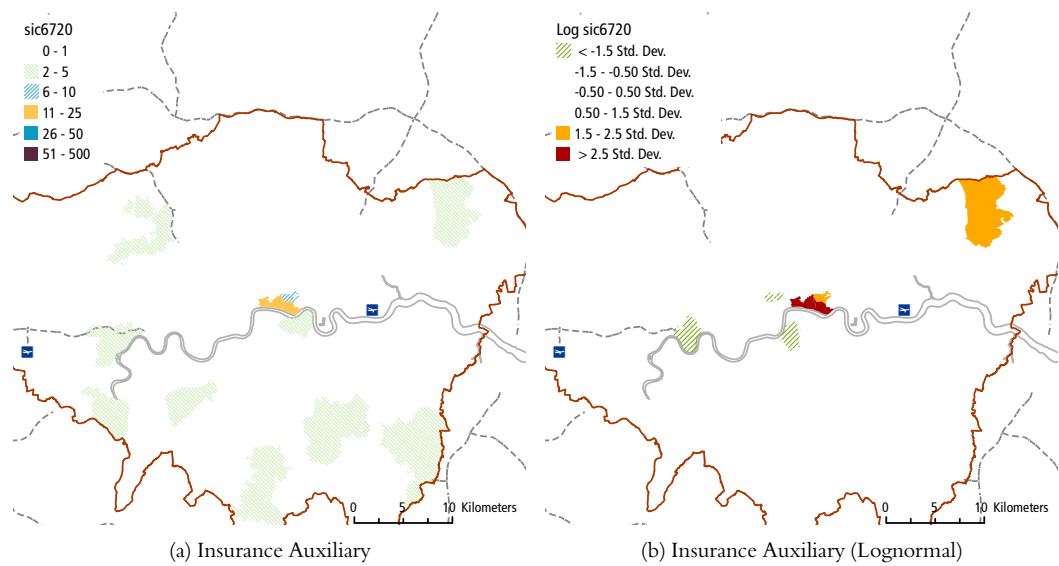 sic6720
0 - 1
2 - 5
6 - 10
11 - 25
26 - 50
51 - 500
0 5 10 Kilometers
(a) Insurance Auxiliary
Log sic6720
< -1.5 Std. Dev.
-1.5 - -0.50 Std. Dev.
-0.50 - 0.50 Std. Dev.
0.50 - 1.5 Std. Dev.
1.5 - 2.5 Std. Dev.
> 2.5 Std. Dev.
0 5 10 Kilometers
(b) Insurance Auxiliary (Lognormal)